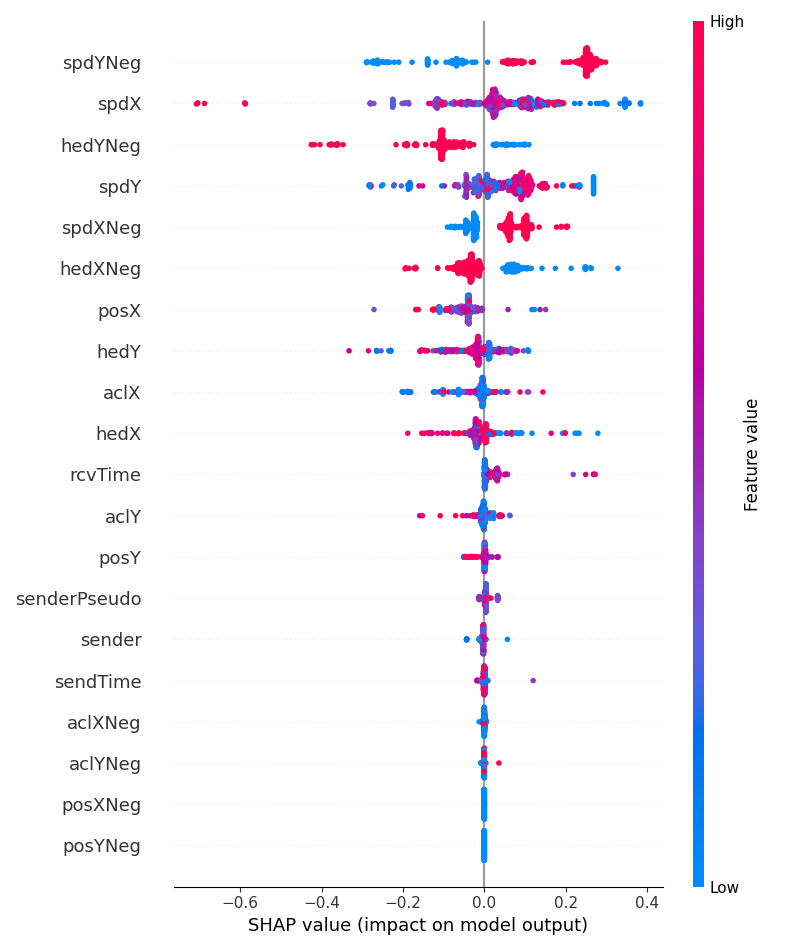 High
spdYNeg
spdX
hedYNeg
spdY
spdXNeg
hedXNeg
posX
hedY
aclX
hedX
rcvTime
aclY
posY
senderPseudo
sender
sendTime
aclXNeg
aclYNeg
posXNeg
posYNeg
Feature value
Low
−0.6 −0.4 −0.2 0.0 0.2 0.4
SHAP value (impact on model output)